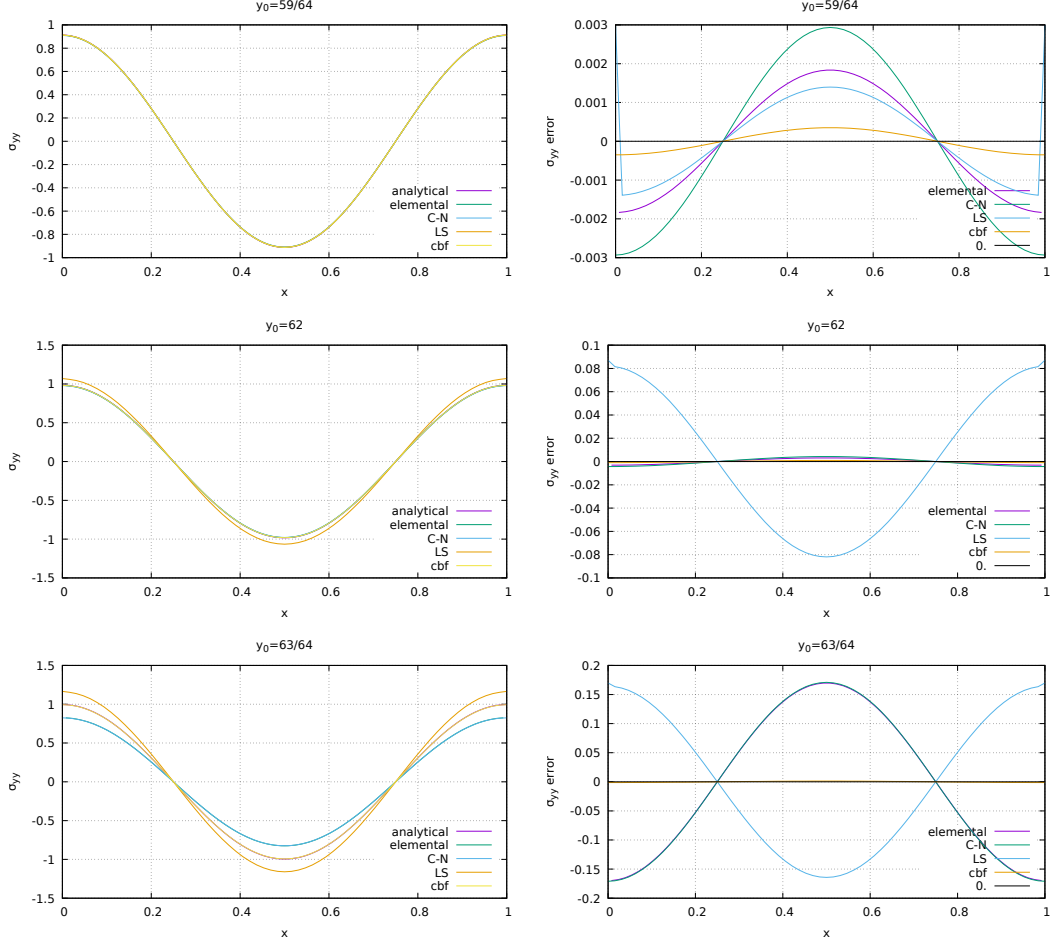 y0=59/64
1
0.8
0.6
0.4
0.2
0
-0.2
-0.4
-0.6
-0.8
-1
σyy
analytical
elemental
C-N
LS
cbf
0 0.2 0.4 0.6 0.8 1
x
y0=59/64
0.003
0.002
0.001
0
-0.001
-0.002
-0.003
σyy error
elemental
C-N
LS
cbf
0.
0 0.2 0.4 0.6 0.8 1
x
y0=62
1.5
1
0.5
0
-0.5
-1
-1.5
σyy
analytical
elemental
C-N
LS
cbf
0 0.2 0.4 0.6 0.8 1
x
y0=62
0.1
0.08
0.06
0.04
0.02
0
-0.02
-0.04
-0.06
-0.08
-0.1
σyy error
elemental
C-N
LS
cbf
0.
0 0.2 0.4 0.6 0.8 1
x
y0=63/64
1.5
1
0.5
0
-0.5
-1
-1.5
σyy
analytical
elemental
C-N
LS
cbf
0 0.2 0.4 0.6 0.8 1
x
y0=63/64
0.2
0.15
0.1
0.05
0
-0.05
-0.1
-0.15
-0.2
σyy error
elemental
C-N
LS
cbf
0.
0 0.2 0.4 0.6 0.8 1
x